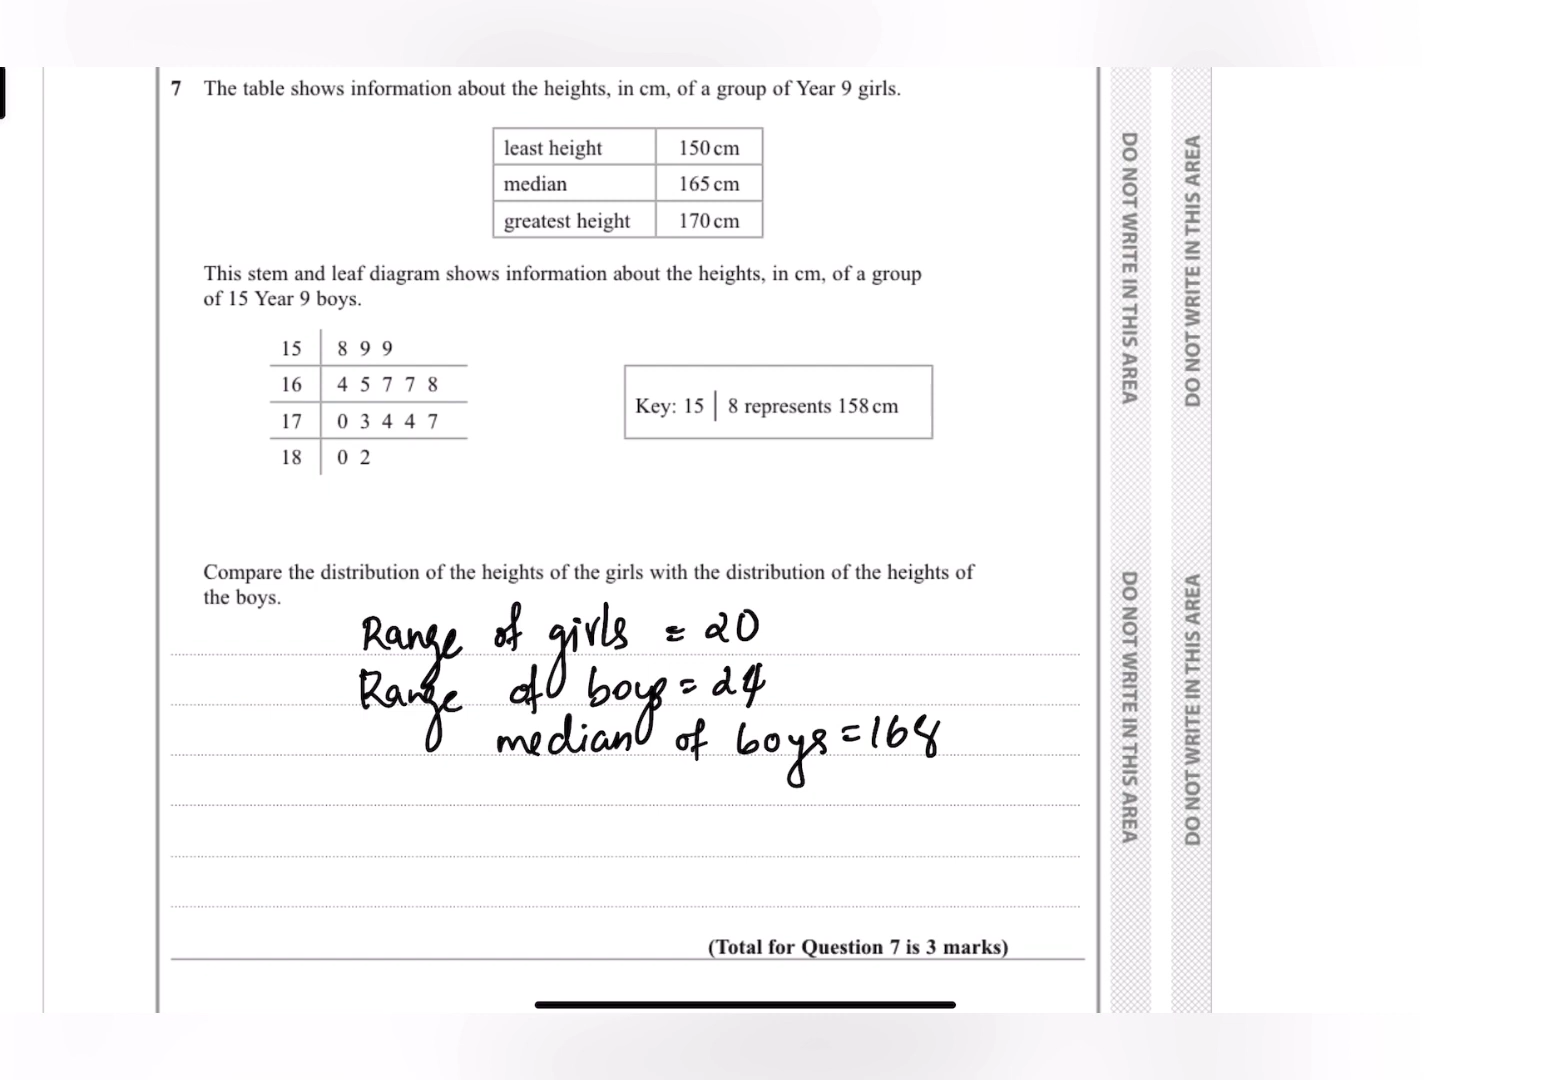 7 The table shows information about the heights, in cm, of a group of Year 9 girls.
least height 150 cm
median 165 cm
greatest height 170 cm
This stem and leaf diagram shows information about the heights, in cm, of a group
of 15 Year 9 boys.
15 8 9 9
16 4 5 7 7 8
17 0 3 4 4 7
18 0 2
Key: 15 | 8 represents 158 cm
Compare the distribution of the heights of the girls with the distribution of the heights of
the boys.
Range of girls = 20
Range of boys = 24
median of boys = 168
(Total for Question 7 is 3 marks)
DO NOT WRITE IN THIS AREA
DO NOT WRITE IN THIS AREA
DO NOT WRITE IN THIS AREA
DO NOT WRITE IN THIS AREA